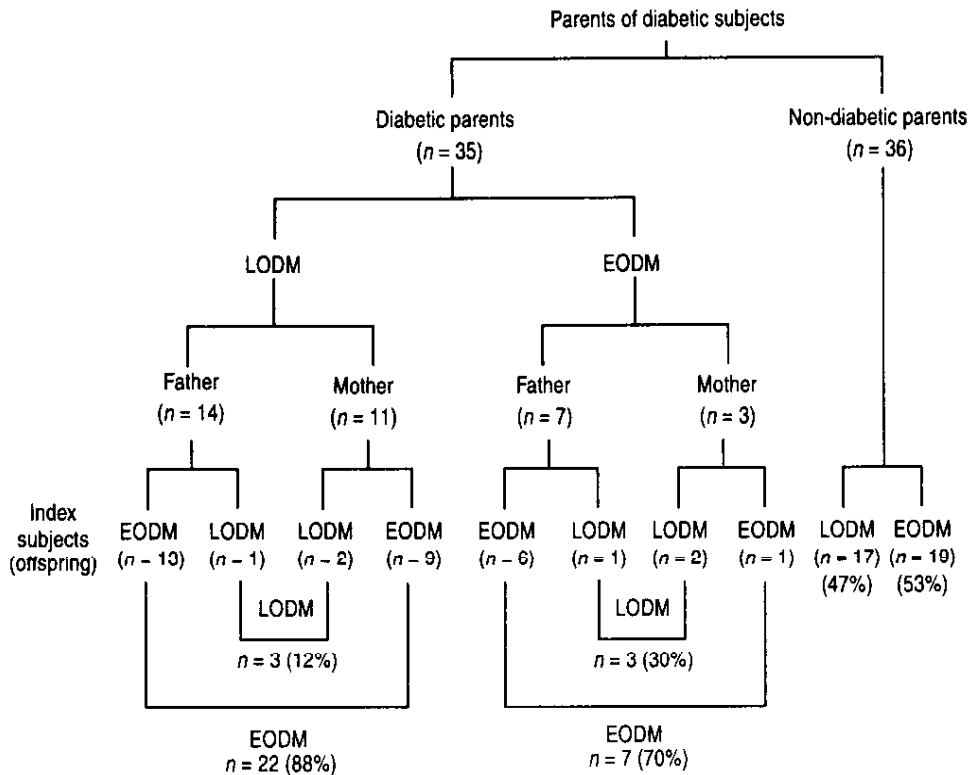 Parents of diabetic subjects
Diabetic parents
(n = 35)
Non-diabetic parents
(n = 36)
LODM
EODM
Father
(n = 14)
Mother
(n = 11)
Father
(n = 7)
Mother
(n = 3)
Index
subjects
(offspring)
EODM
(n – 13)
LODM
(n – 1)
LODM
(n – 2)
EODM
(n – 9)
EODM
(n – 6)
LODM
(n = 1)
LODM
(n = 2)
EODM
(n = 1)
LODM
(n = 17)
(47%)
EODM
(n – 19)
(53%)
LODM
n = 3 (12%)
LODM
n = 3 (30%)
EODM
n = 22 (88%)
EODM
n = 7 (70%)